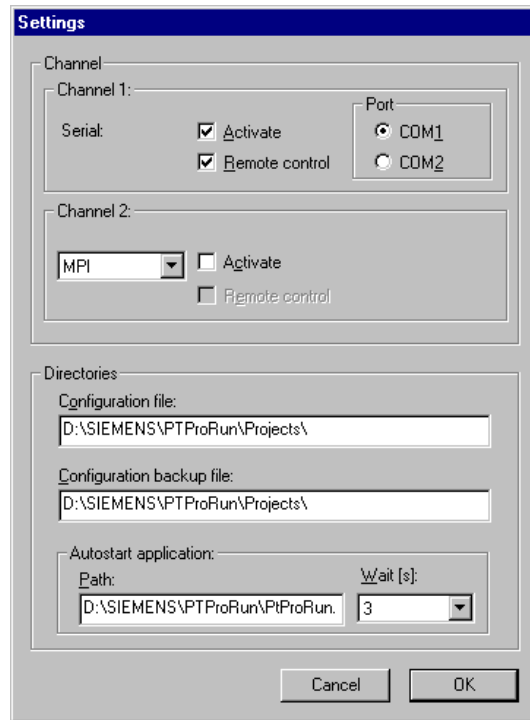 Settings
Channel
Channel 1:
Serial:
Activate
Remote control
Port
COM1
COM2
Channel 2:
MPI
Activate
Remote control
Directories
Configuration file:
D:\SIEMENS\PTProRun\Projects\
Configuration backup file:
D:\SIEMENS\PTProRun\Projects\
Autostart application:
Path:
Wait [s]:
D:\SIEMENS\PTProRun\PtProRun.
3
Cancel
OK